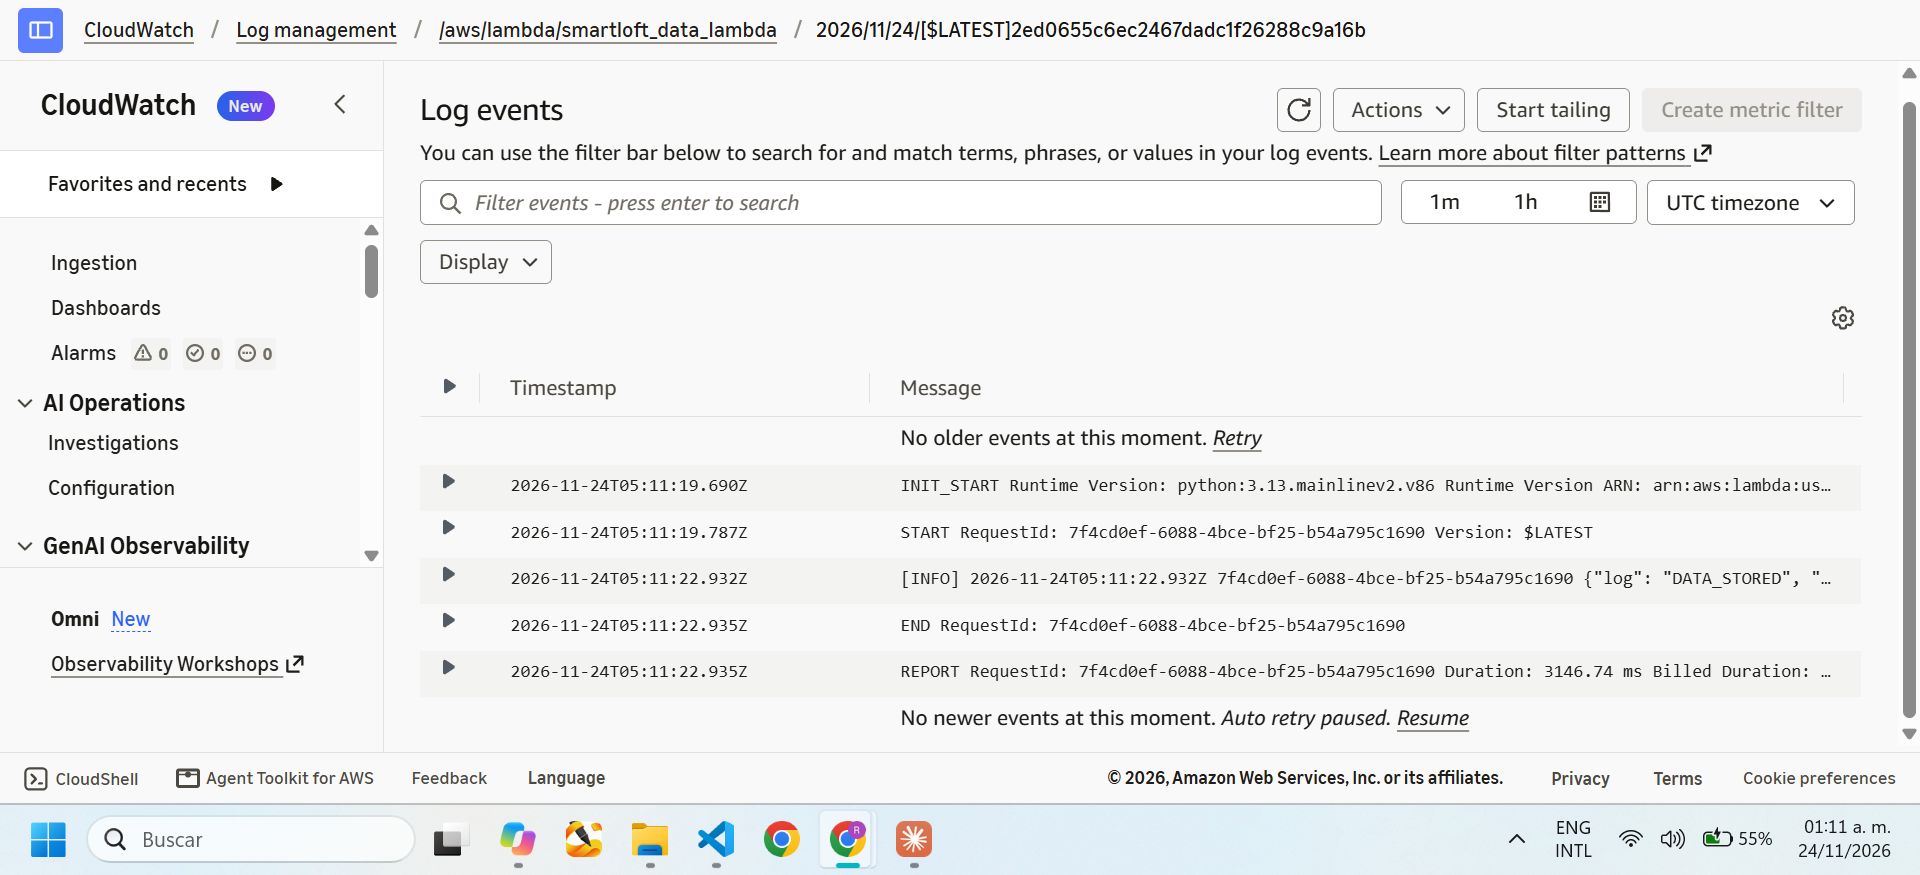 CloudWatch / Log management / /aws/lambda/smartloft_data_lambda / 2026/11/24/[$LATEST]2ed0655c6ec2467dadc1f26288c9a16b
CloudWatch New
Favorites and recents
Ingestion
Dashboards
Alarms 0 0 0
AI Operations
Investigations
Configuration
GenAI Observability
Omni New
Observability Workshops
Log events
Actions
Start tailing
Create metric filter
You can use the filter bar below to search for and match terms, phrases, or values in your log events. Learn more about filter patterns
Filter events - press enter to search
1m 1h
UTC timezone
Display
Timestamp Message
No older events at this moment. Retry
2026-11-24T05:11:19.690Z INIT_START Runtime Version: python:3.13.mainlinev2.v86 Runtime Version ARN: arn:aws:lambda:us…
2026-11-24T05:11:19.787Z START RequestId: 7f4cd0ef-6088-4bce-bf25-b54a795c1690 Version: $LATEST
2026-11-24T05:11:22.932Z [INFO] 2026-11-24T05:11:22.932Z 7f4cd0ef-6088-4bce-bf25-b54a795c1690 {"log": "DATA_STORED", "…
2026-11-24T05:11:22.935Z END RequestId: 7f4cd0ef-6088-4bce-bf25-b54a795c1690
2026-11-24T05:11:22.935Z REPORT RequestId: 7f4cd0ef-6088-4bce-bf25-b54a795c1690 Duration: 3146.74 ms Billed Duration: …
No newer events at this moment. Auto retry paused. Resume
CloudShell Agent Toolkit for AWS Feedback Language © 2026, Amazon Web Services, Inc. or its affiliates. Privacy Terms Cookie preferences
Buscar
R
ENG
INTL
55%
01:11 a. m.
24/11/2026